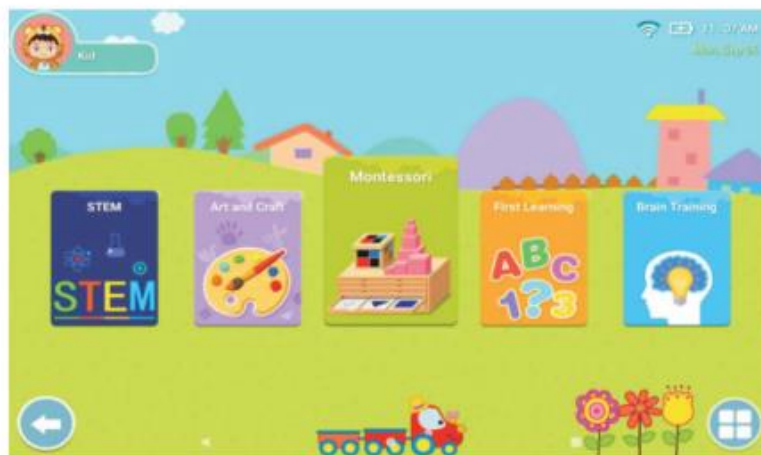 Kid
STEM
Art and Craft
Montessori
First Learning
Brain Training
STEM
ABC
1?3